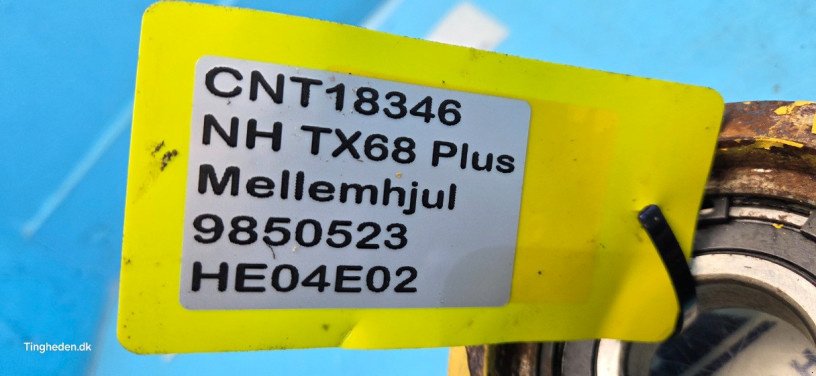 CNT18346
NH TX68 Plus
Mellemhjul
9850523
HE04E02
Tingheden.dk